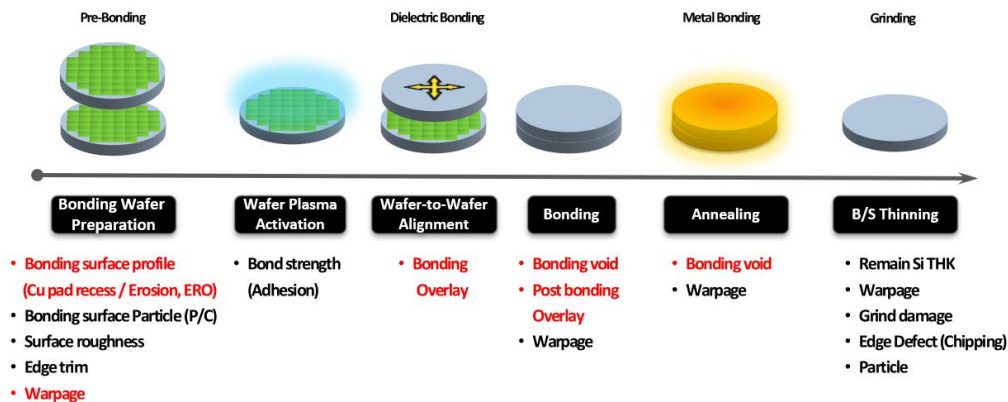 Pre-Bonding
Dielectric Bonding
Metal Bonding
Grinding
Bonding Wafer
Preparation
Wafer Plasma
Activation
Wafer-to-Wafer
Alignment
Bonding
Annealing
B/S Thinning
• Bonding surface profile
(Cu pad recess / Erosion, ERO)
• Bonding surface Particle (P/C)
• Surface roughness
• Edge trim
• Warpage
• Bond strength
(Adhesion)
• Bonding
Overlay
• Bonding void
• Post bonding
Overlay
• Warpage
• Bonding void
• Warpage
• Remain Si THK
• Warpage
• Grind damage
• Edge Defect (Chipping)
• Particle